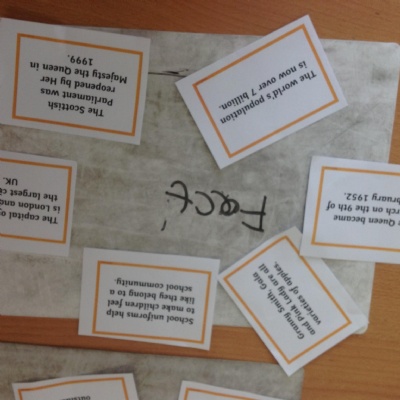 Fact
The Scottish
Parliament was
reopened by Her
Majesty the Queen in
1999.
The world's population
is now over 7 billion.
Queen became
arch on the 9th of
bruary 1952.
The capital o
is London and
the largest ci
UK.
School uniforms help
to make children feel
like they belong to a
school community.
Granny Smith, Gala
and Pink Lady are all
varieties of apples.